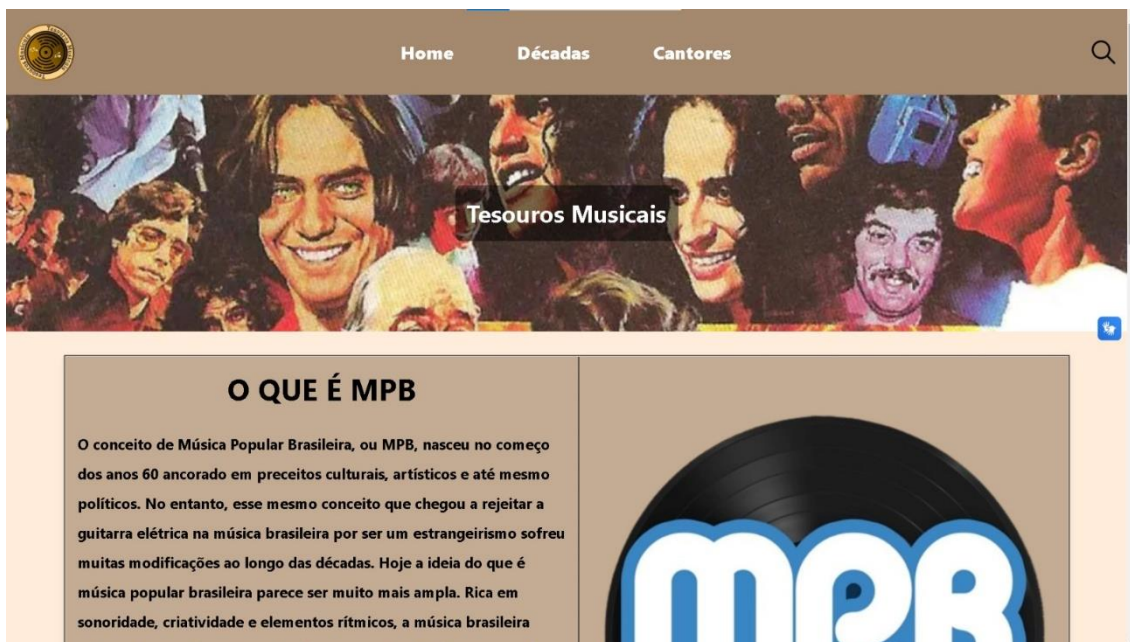 Home Décadas Cantores
Tesouros Musicais
O QUE É MPB
O conceito de Música Popular Brasileira, ou MPB, nasceu no começo
dos anos 60 ancorado em preceitos culturais, artísticos e até mesmo
políticos. No entanto, esse mesmo conceito que chegou a rejeitar a
guitarra elétrica na música brasileira por ser um estrangeirismo sofreu
muitas modificações ao longo das décadas. Hoje a ideia do que é
música popular brasileira parece ser muito mais ampla. Rica em
sonoridade, criatividade e elementos rítmicos, a música brasileira
MPB